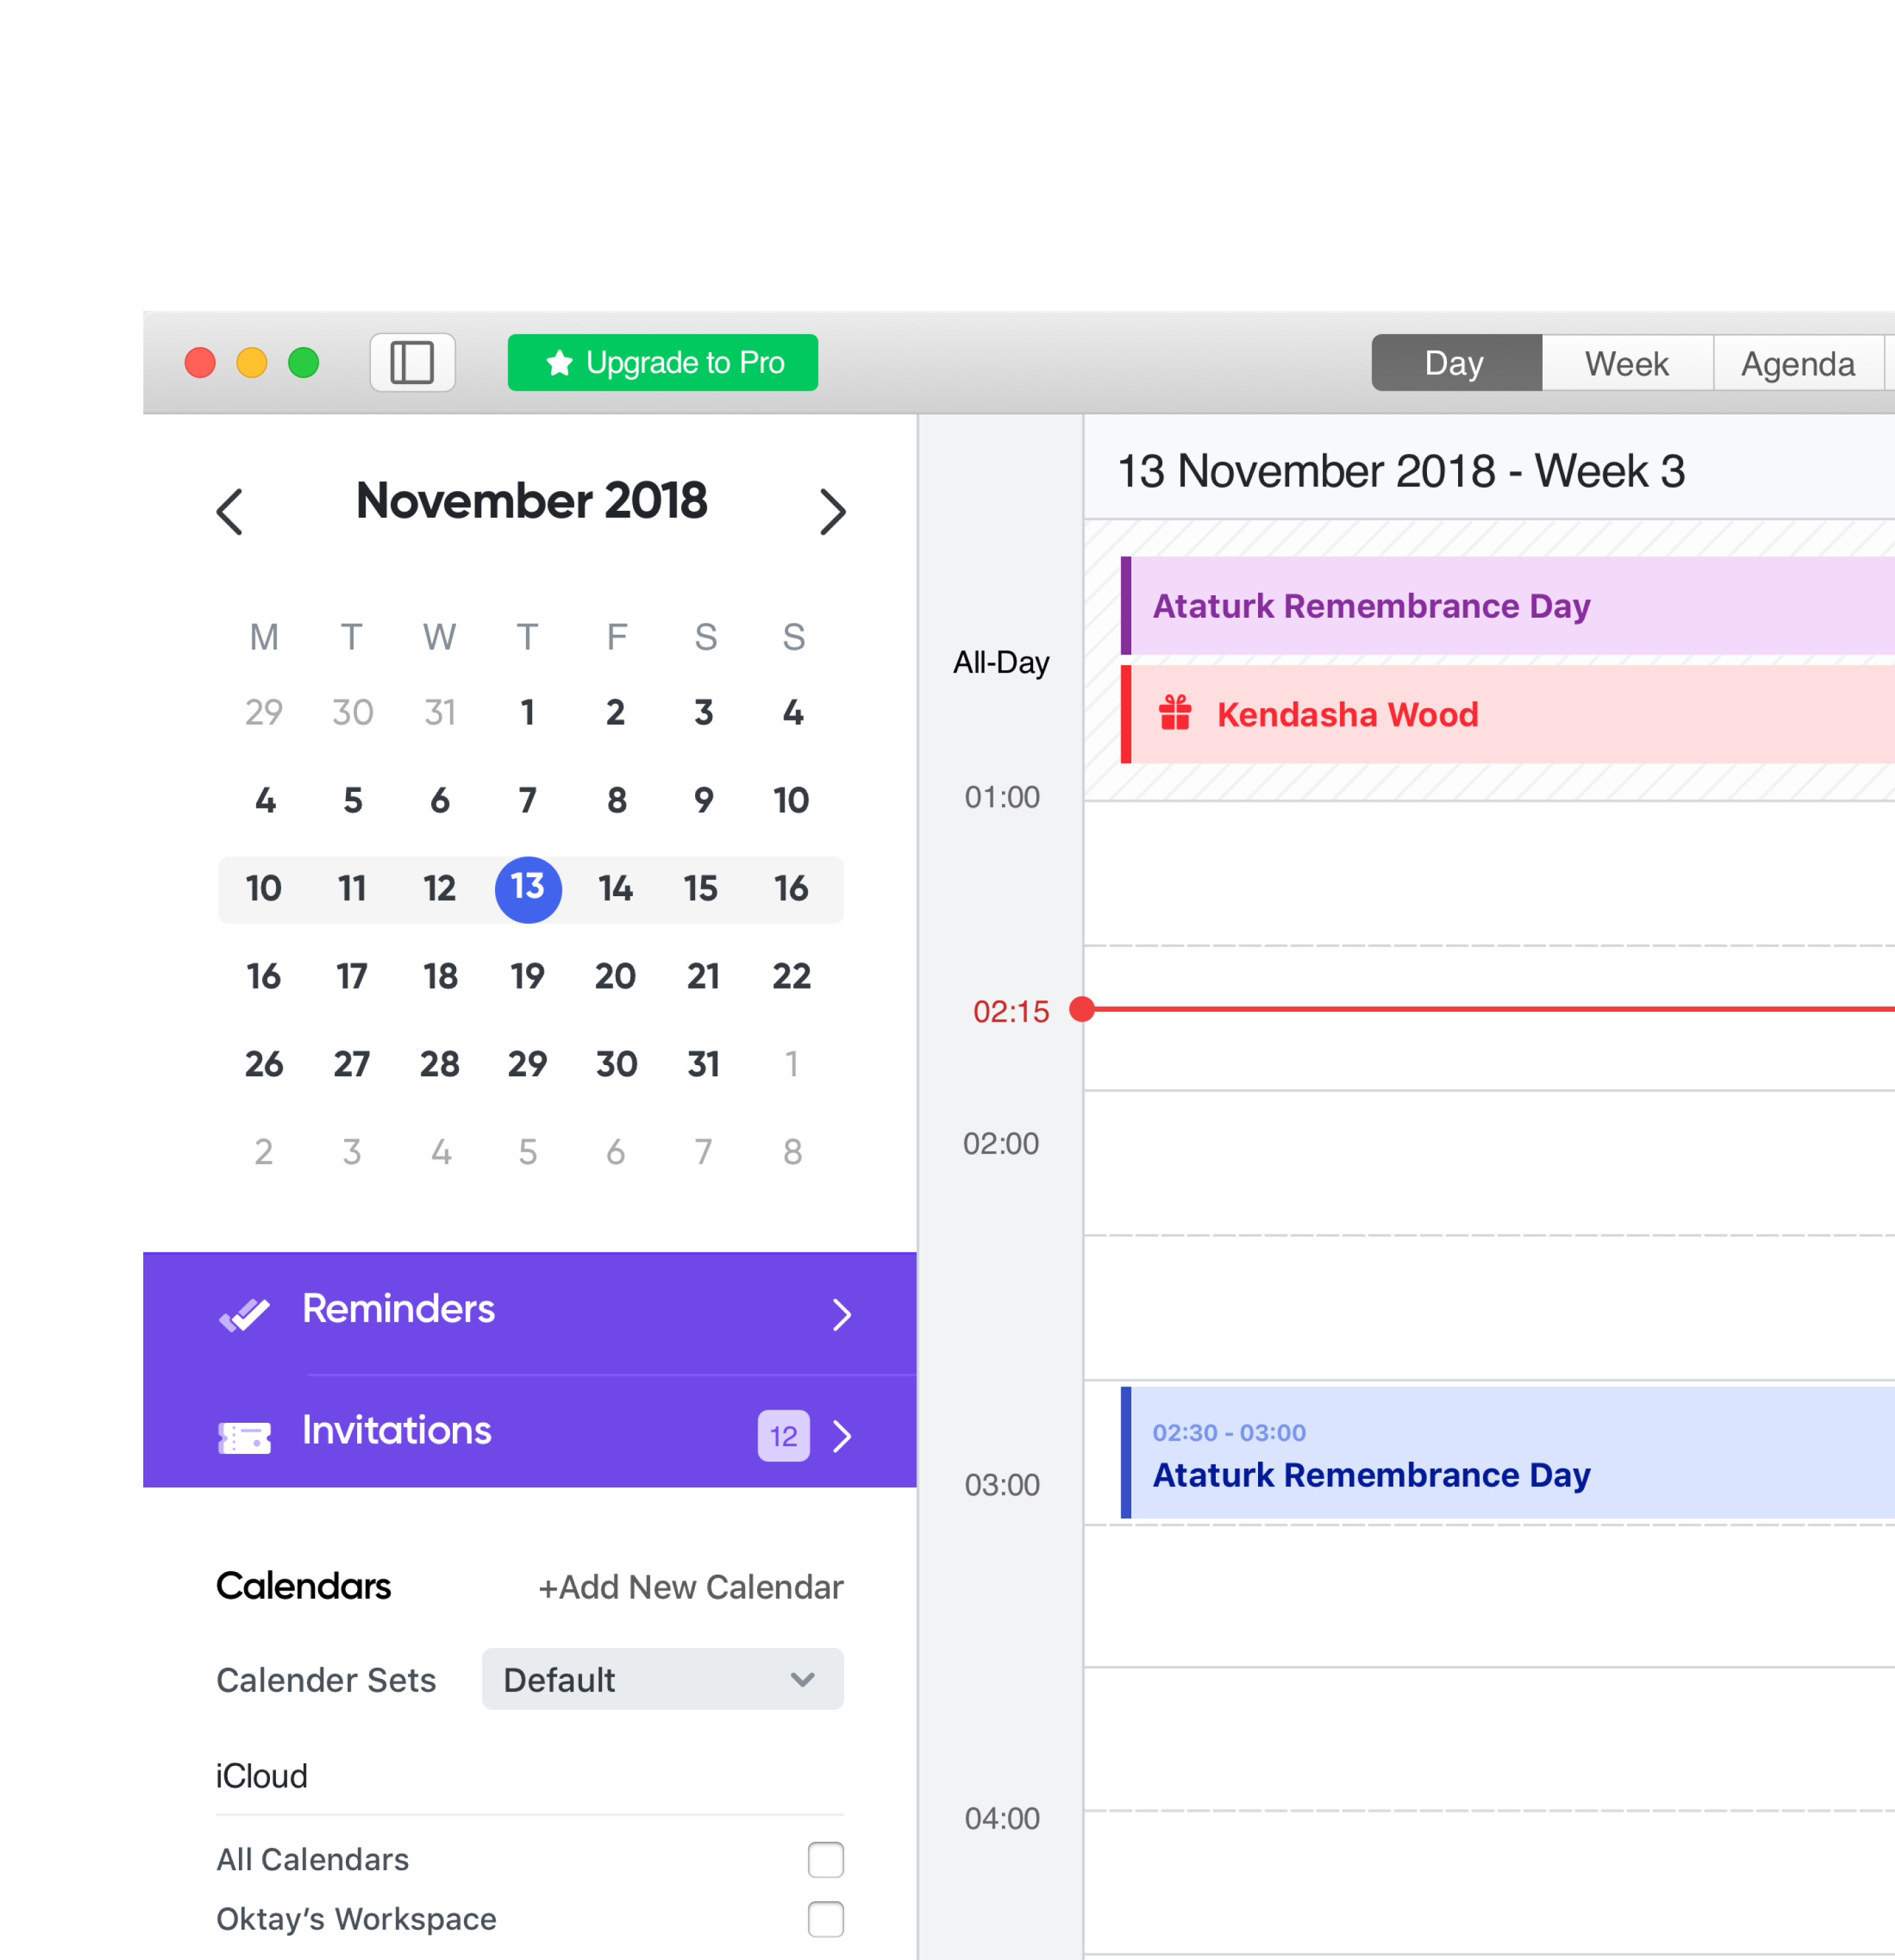 Upgrade to Pro
Day Week Agenda
November 2018
M T W T F S S
29 30 31 1 2 3 4
4 5 6 7 8 9 10
10 11 12 13 14 15 16
16 17 18 19 20 21 22
26 27 28 29 30 31 1
2 3 4 5 6 7 8
Reminders
Invitations 12
Calendars +Add New Calendar
Calender Sets Default
iCloud
All Calendars
Oktay's Workspace
13 November 2018 - Week 3
All-Day
Ataturk Remembrance Day
Kendasha Wood
01:00
02:15
02:00
02:30 - 03:00
Ataturk Remembrance Day
03:00
04:00